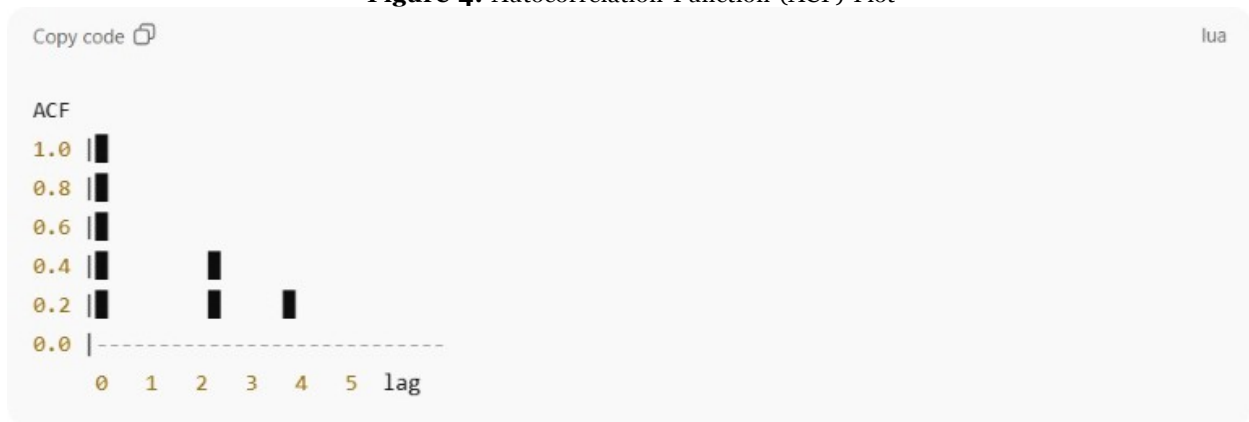 Figure 4. Autocorrelation Function (ACF) Plot
Copy code lua
ACF
1.0 |█
0.8 |█
0.6 |█
0.4 |█ █
0.2 |█ █ █
0.0 |----------------------------
0 1 2 3 4 5 lag